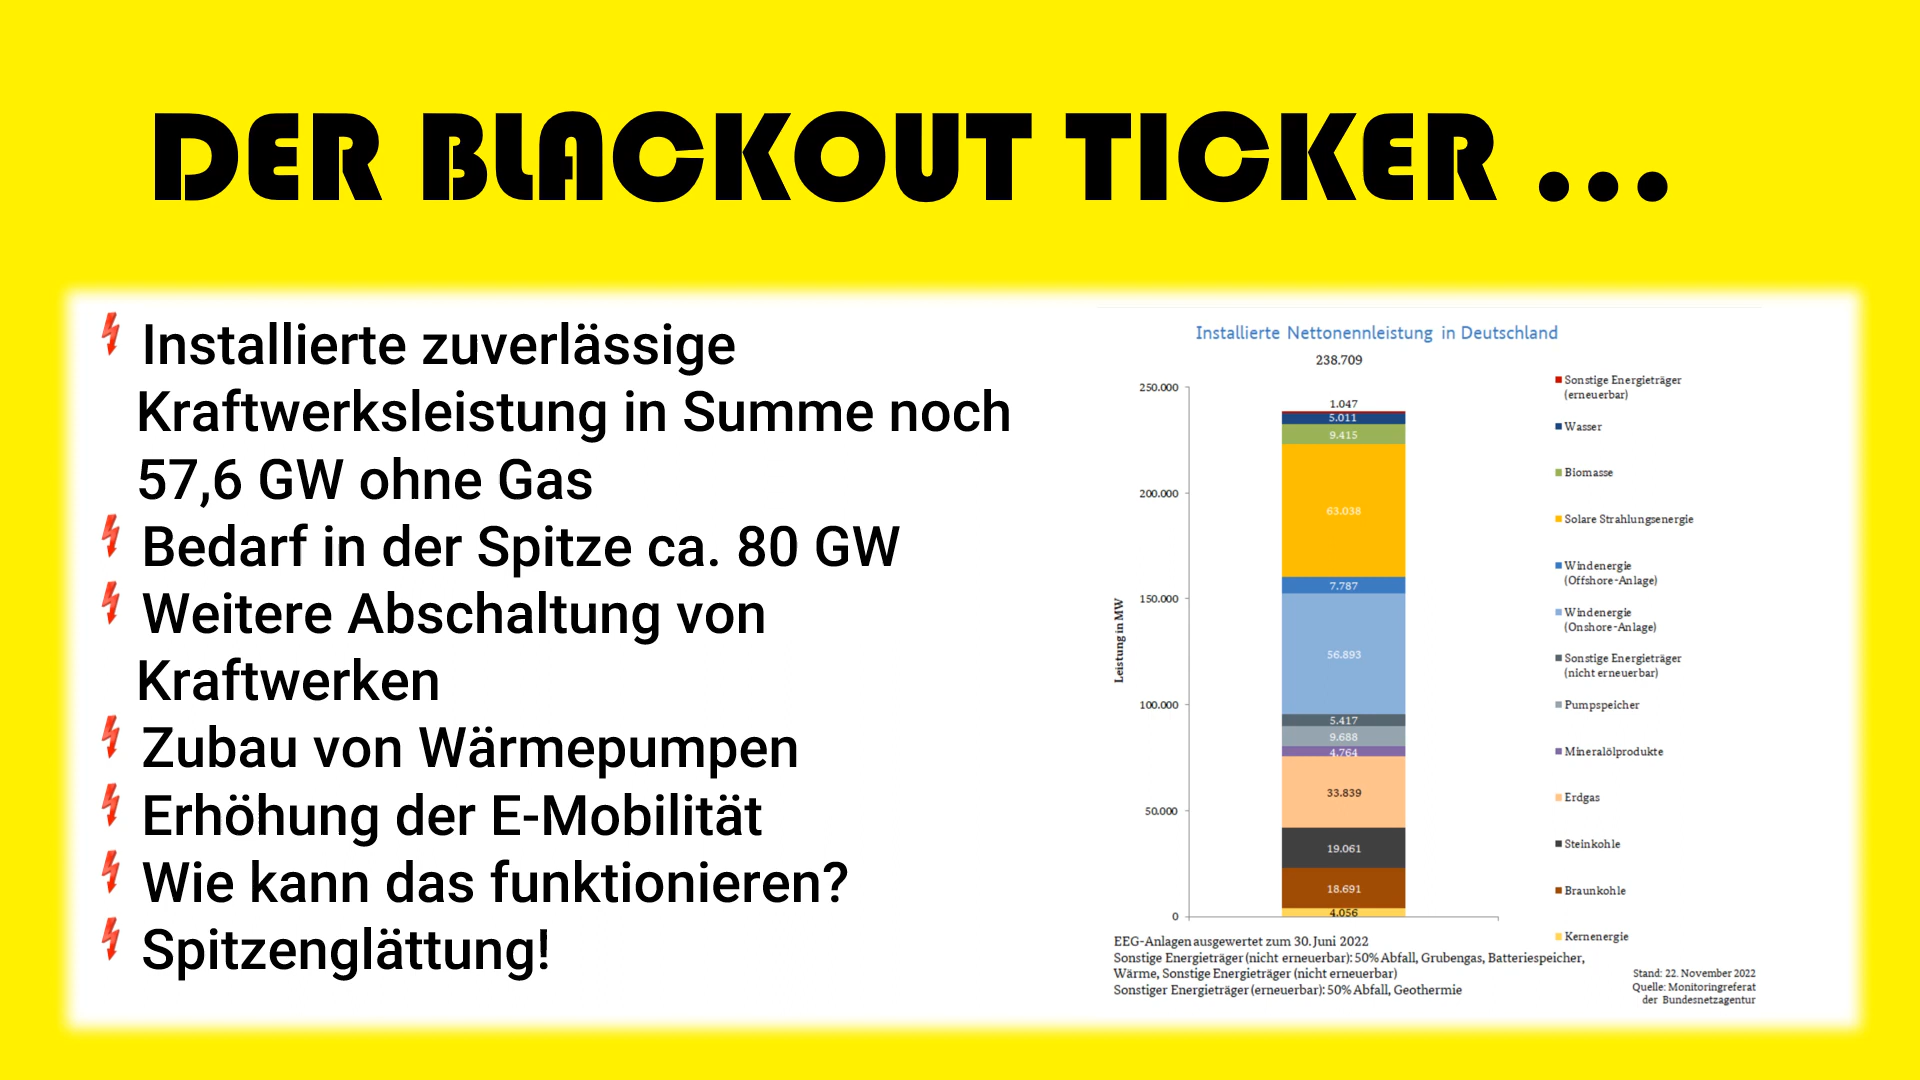 DER BLACKOUT TICKER ...
Installierte zuverlässige
Kraftwerksleistung in Summe noch
57,6 GW ohne Gas
Bedarf in der Spitze ca. 80 GW
Weitere Abschaltung von
Kraftwerken
Zubau von Wärmepumpen
Erhöhung der E-Mobilität
Wie kann das funktionieren?
Spitzenglättung!
Installierte Nettonennleistung in Deutschland
238.709
250.000
200.000
150.000
100.000
50.000
0
Leistung in MW
1.047
5.011
9.415
63.038
7.787
56.893
5.417
9.688
4.764
33.839
19.061
18.691
4.056
Sonstige Energieträger
(erneuerbar)
Wasser
Biomasse
Solare Strahlungsenergie
Windenergie
(Offshore-Anlage)
Windenergie
(Onshore-Anlage)
Sonstige Energieträger
(nicht erneuerbar)
Pumpspeicher
Mineralölprodukte
Erdgas
Steinkohle
Braunkohle
Kernenergie
EEG-Anlagen ausgewertet zum 30. Juni 2022
Sonstige Energieträger (nicht erneuerbar): 50% Abfall, Grubengas, Batteriespeicher,
Wärme, Sonstige Energieträger (nicht erneuerbar)
Sonstiger Energieträger (erneuerbar): 50% Abfall, Geothermie
Stand: 22. November 2022
Quelle: Monitoringreferat
der Bundesnetzagentur